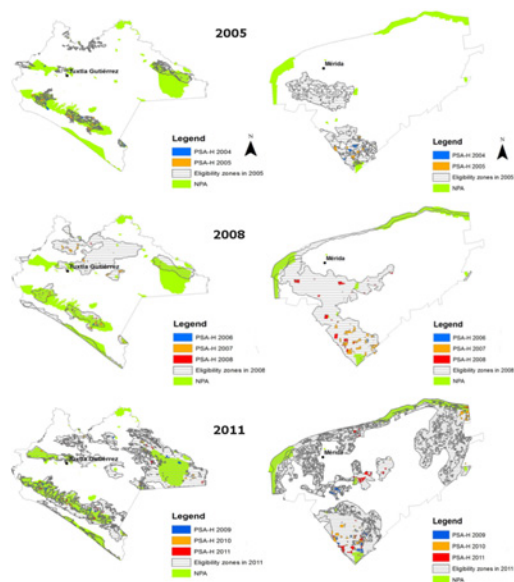 2005
Tuxtla Gutiérrez
Mérida
N
Legend
PSA-H 2004
PSA-H 2005
Eligibility zones in 2005
NPA
N
Legend
PSA-H 2004
PSA-H 2005
Eligibility zones in 2005
NPA
2008
Tuxtla Gutiérrez
Mérida
Legend
PSA-H 2006
PSA-H 2007
PSA-H 2008
Eligibility zones in 2008
NPA
Legend
PSA-H 2006
PSA-H 2007
PSA-H 2008
Eligibility zones in 2008
NPA
2011
Tuxtla Gutiérrez
Mérida
Legend
PSA-H 2009
PSA-H 2010
PSA-H 2011
Eligibility zones in 2011
NPA
Legend
PSA-H 2009
PSA-H 2010
PSA-H 2011
Eligibility zones in 2011
NPA